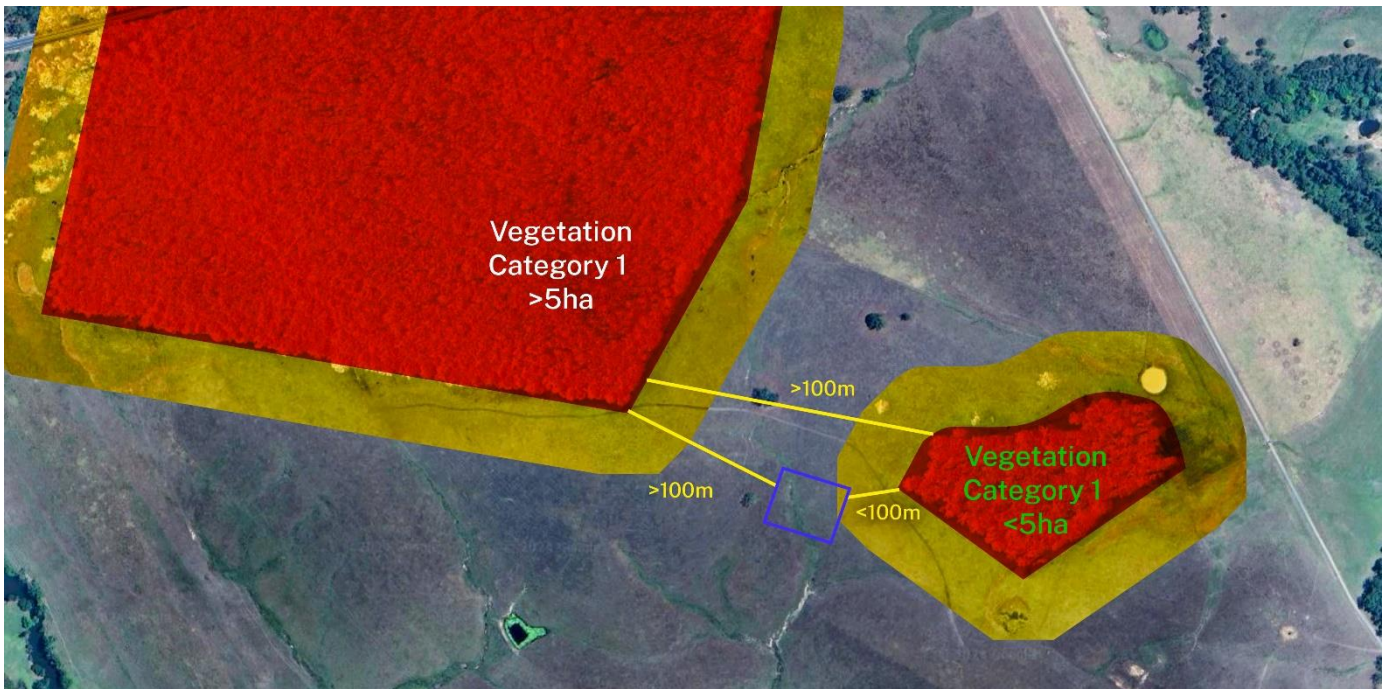 Vegetation
Category 1
>5ha
>100m
>100m
<100m
Vegetation
Category 1
<5ha